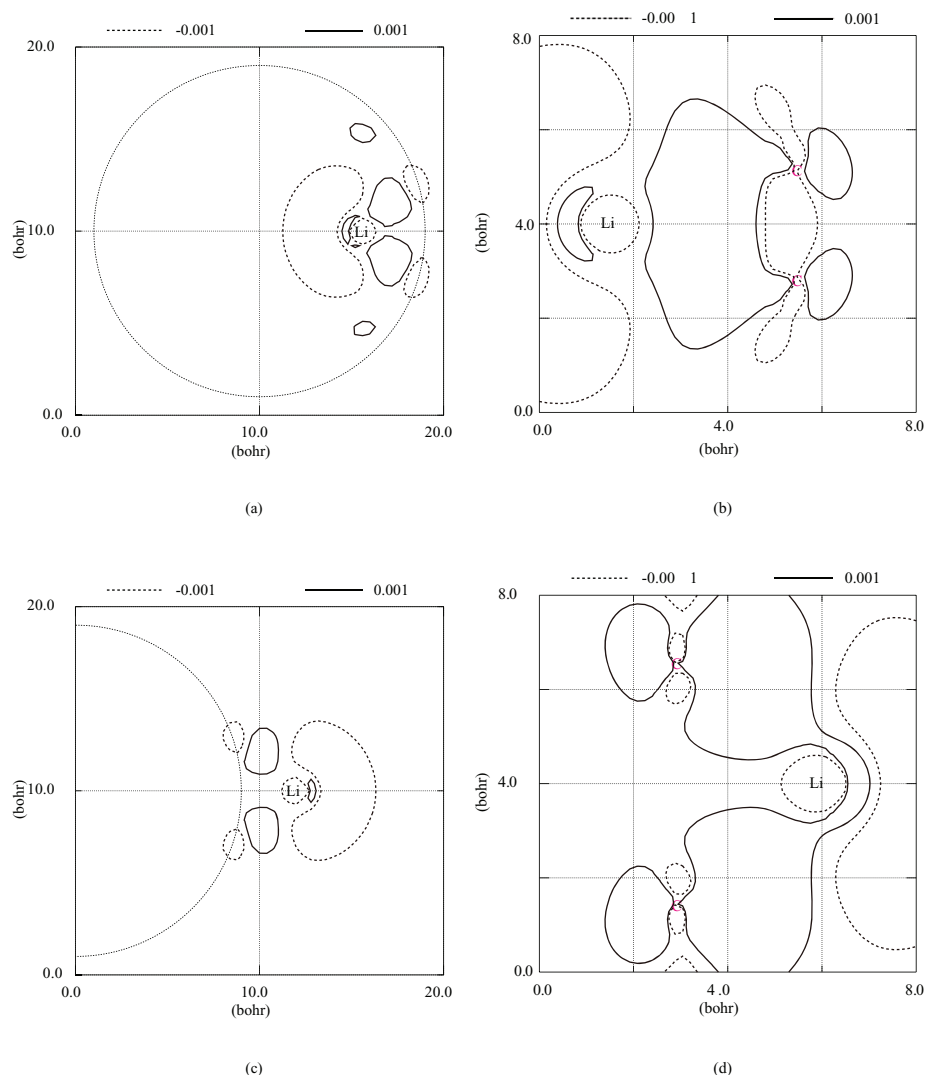 -0.001 0.001
20.0
10.0
(bohr)
Li
0.0
0.0 10.0 20.0
(bohr)
(a)
-0.00 1 0.001
8.0
C
4.0
(bohr)
Li
C
0.0
0.0 4.0 8.0
(bohr)
(b)
-0.001 0.001
20.0
10.0
(bohr)
Li
0.0
0.0 10.0 20.0
(bohr)
(c)
-0.00 1 0.001
8.0
C
4.0
(bohr)
Li
C
0.0
0.0 4.0 8.0
(bohr)
(d)